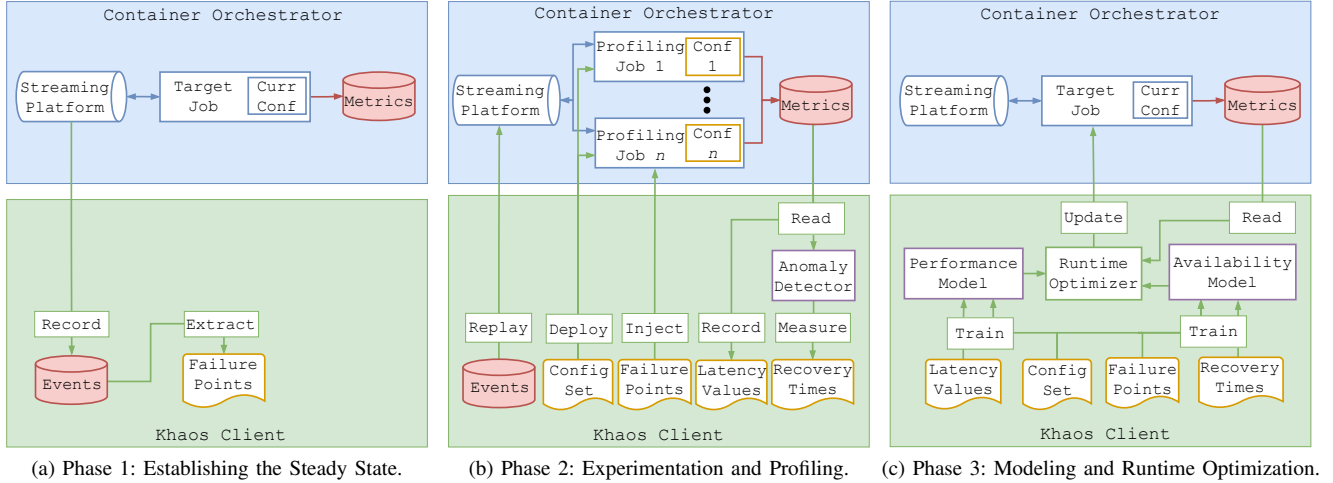 Container Orchestrator
Streaming
Platform
Target
Job
Curr
Conf
Metrics
Record
Extract
Events
Failure
Points
Khaos Client
(a) Phase 1: Establishing the Steady State.
Container Orchestrator
Streaming
Platform
Profiling
Job 1
Conf
1
Profiling
Job n
Conf
n
Metrics
Read
Anomaly
Detector
Replay
Deploy
Inject
Record
Measure
Events
Config
Set
Failure
Points
Latency
Values
Recovery
Times
Khaos Client
(b) Phase 2: Experimentation and Profiling.
Container Orchestrator
Streaming
Platform
Target
Job
Curr
Conf
Metrics
Update
Read
Performance
Model
Runtime
Optimizer
Availability
Model
Train
Train
Latency
Values
Config
Set
Failure
Points
Recovery
Times
Khaos Client
(c) Phase 3: Modeling and Runtime Optimization.